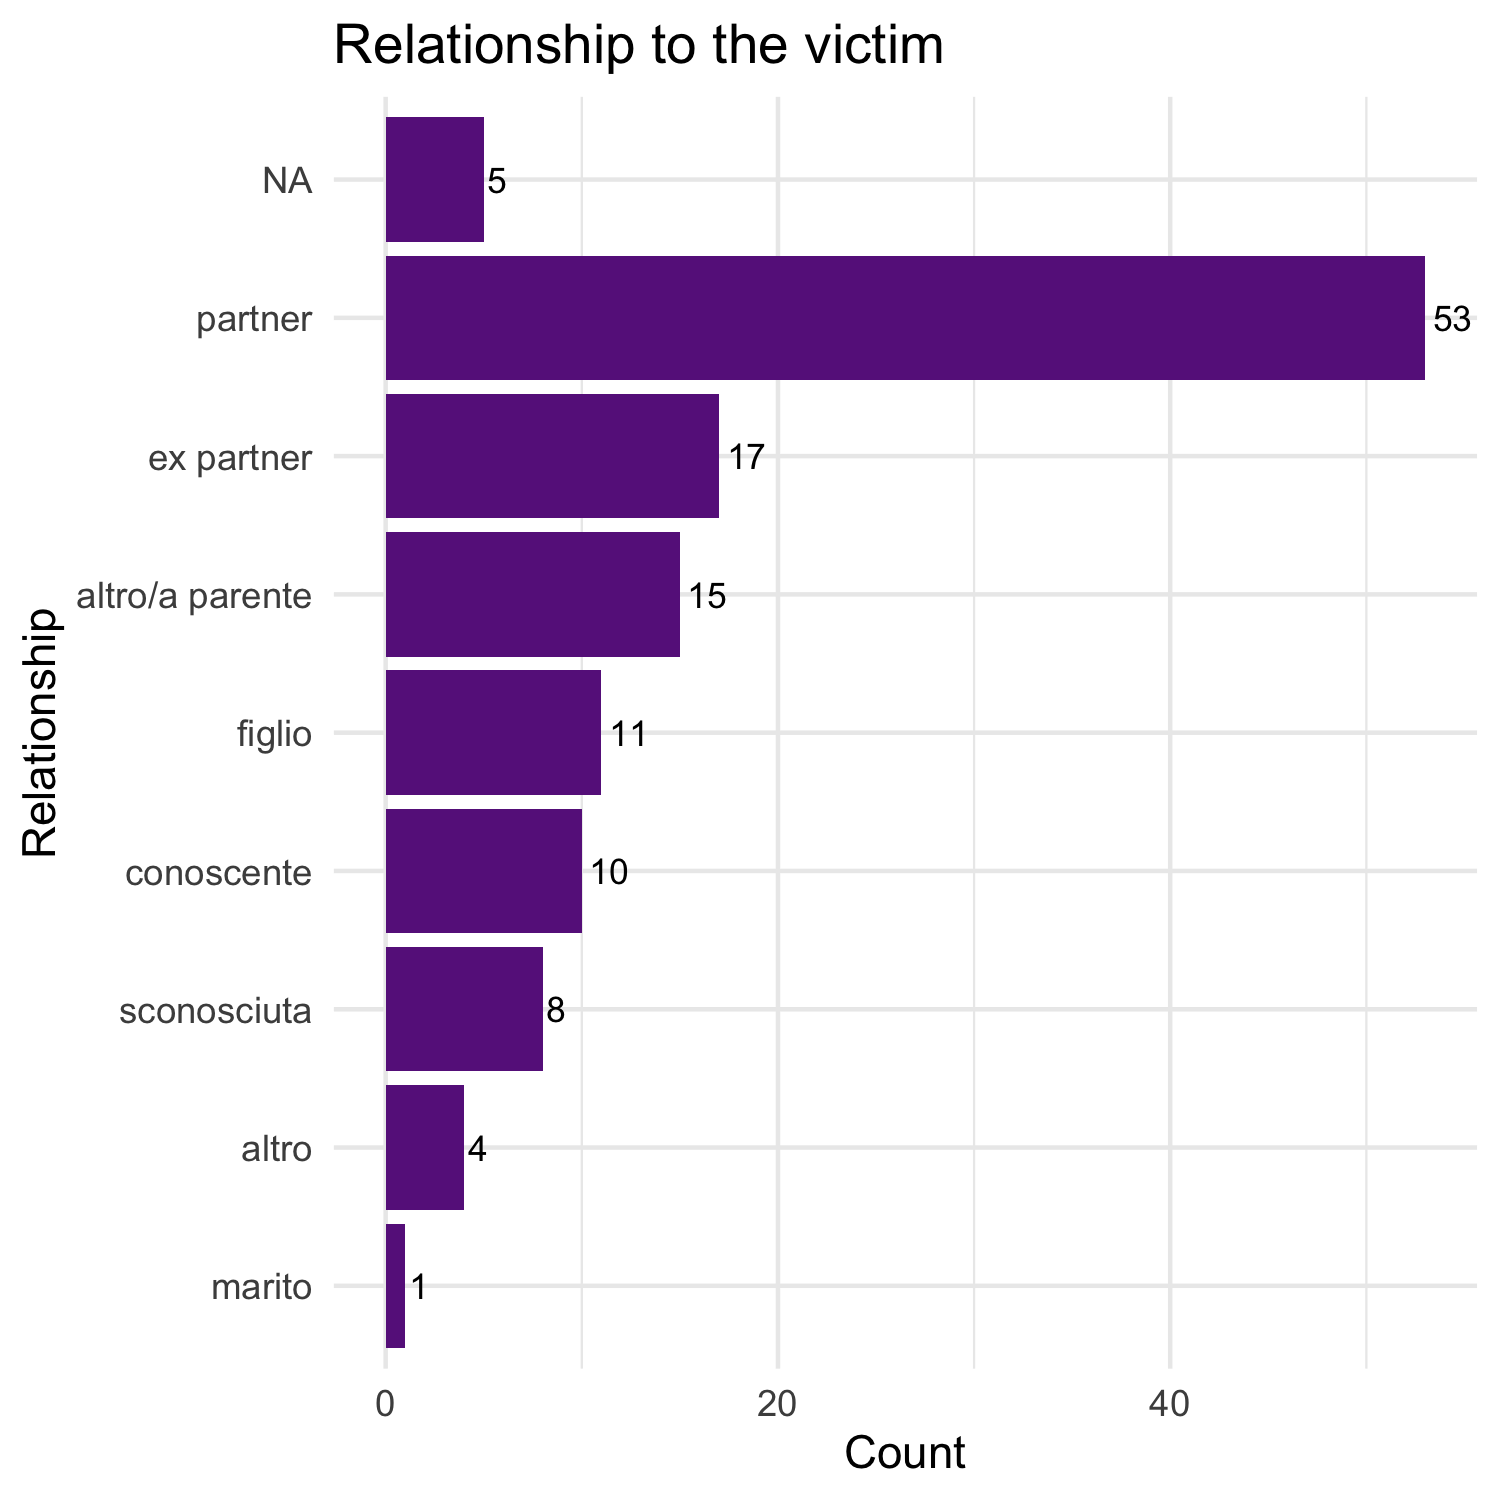 Relationship to the victim
NA
5
partner
53
ex partner
17
altro/a parente
15
figlio
11
conoscente
10
sconosciuta
8
altro
4
marito
1
Relationship
0 20 40
Count